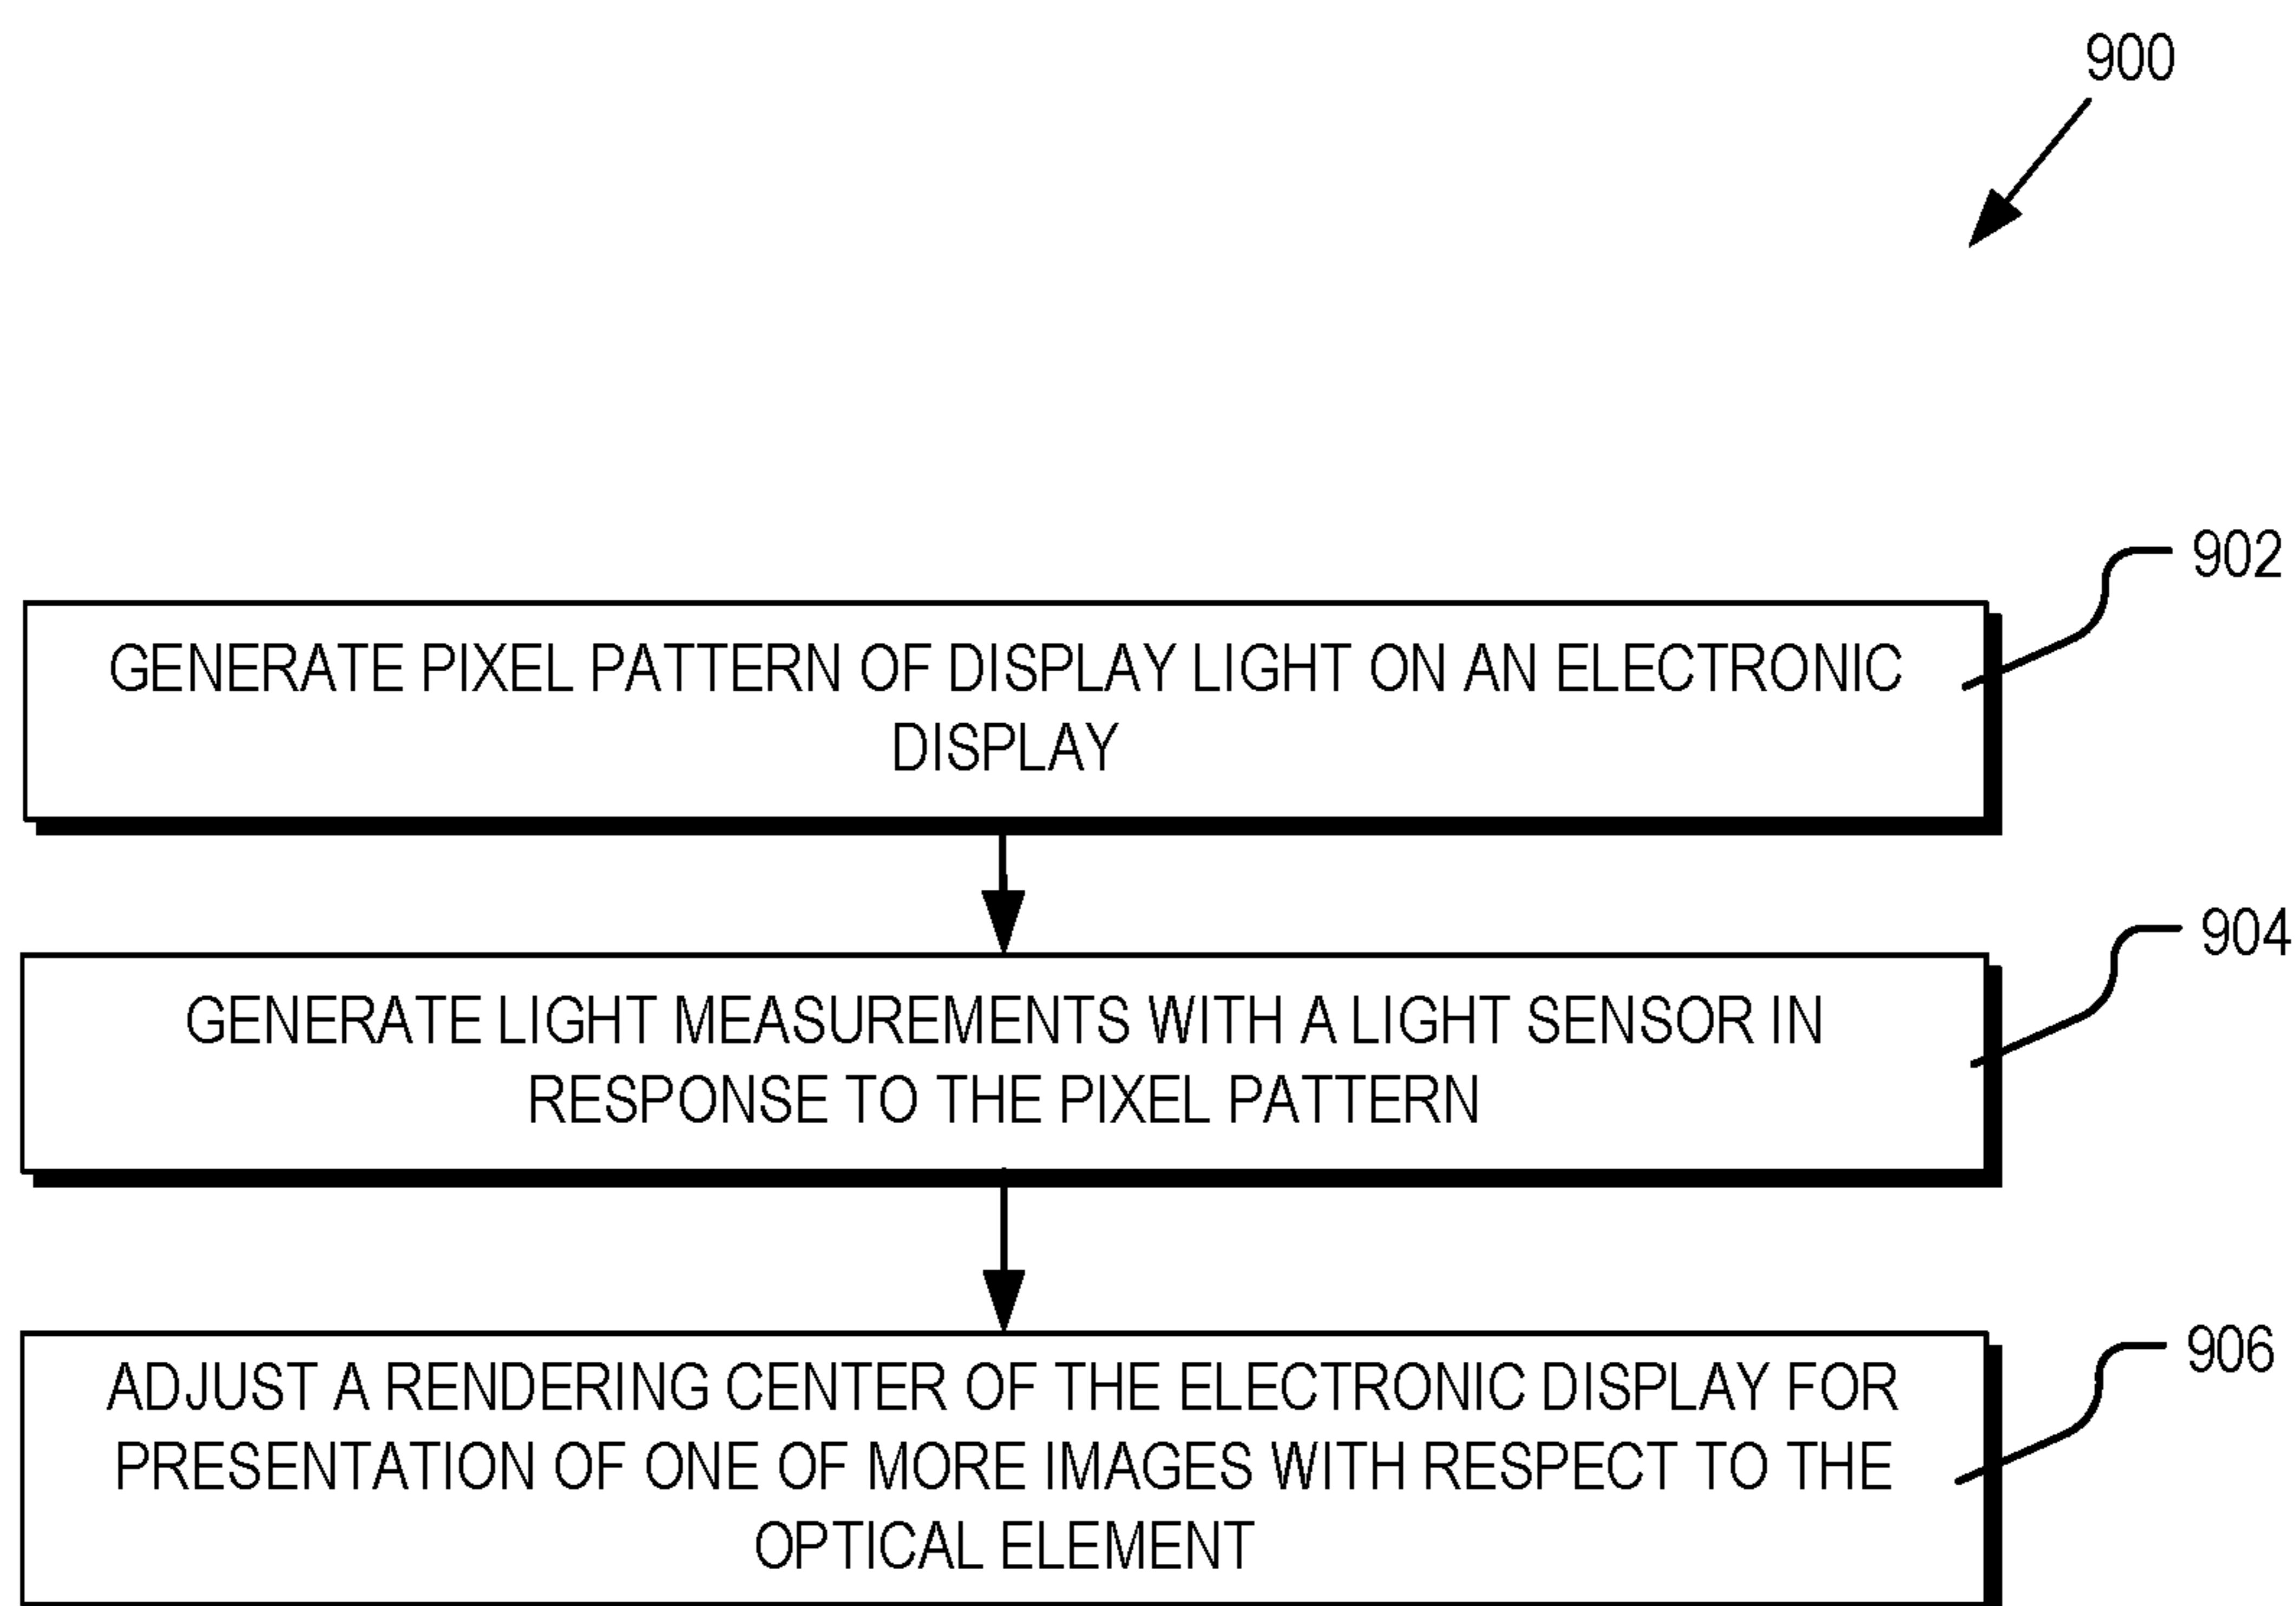 900
902
GENERATE PIXEL PATTERN OF DISPLAY LIGHT ON AN ELECTRONIC
DISPLAY
904
GENERATE LIGHT MEASUREMENTS WITH A LIGHT SENSOR IN
RESPONSE TO THE PIXEL PATTERN
906
ADJUST A RENDERING CENTER OF THE ELECTRONIC DISPLAY FOR
PRESENTATION OF ONE OF MORE IMAGES WITH RESPECT TO THE
OPTICAL ELEMENT